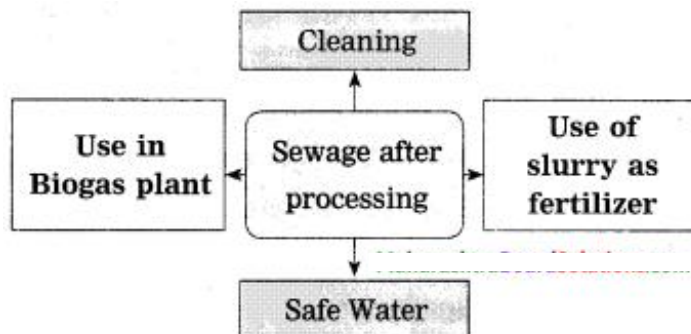 Cleaning
Use in
Biogas plant
Sewage after
processing
Use of
slurry as
fertilizer
Safe Water